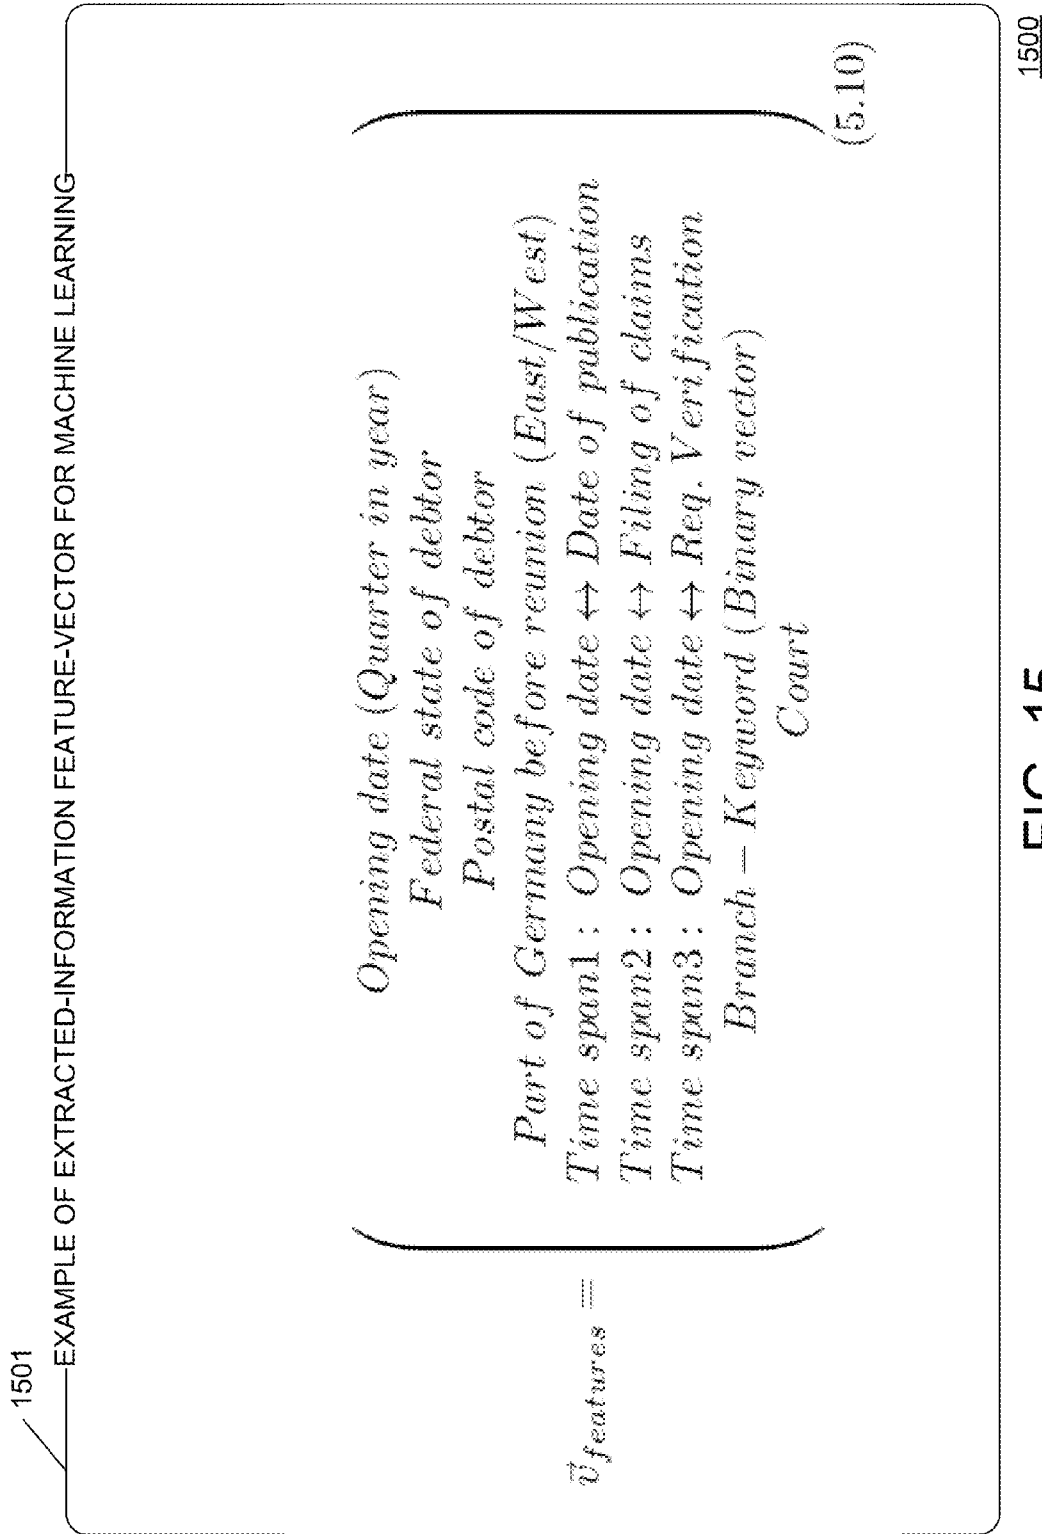 1501
EXAMPLE OF EXTRACTED-INFORMATION FEATURE-VECTOR FOR MACHINE LEARNING
Opening date (Quarter in year)
Federal state of debtor
Postal code of debtor
Part of Germany before reunion (East/West)
Time span1 : Opening date ↔ Date of publication
v⃗features =
Time span2 : Opening date ↔ Filing of claims
Time span3 : Opening date ↔ Req. Verification
Branch − Keyword (Binary vector)
Court
(5.10)
1500
FIG. 15